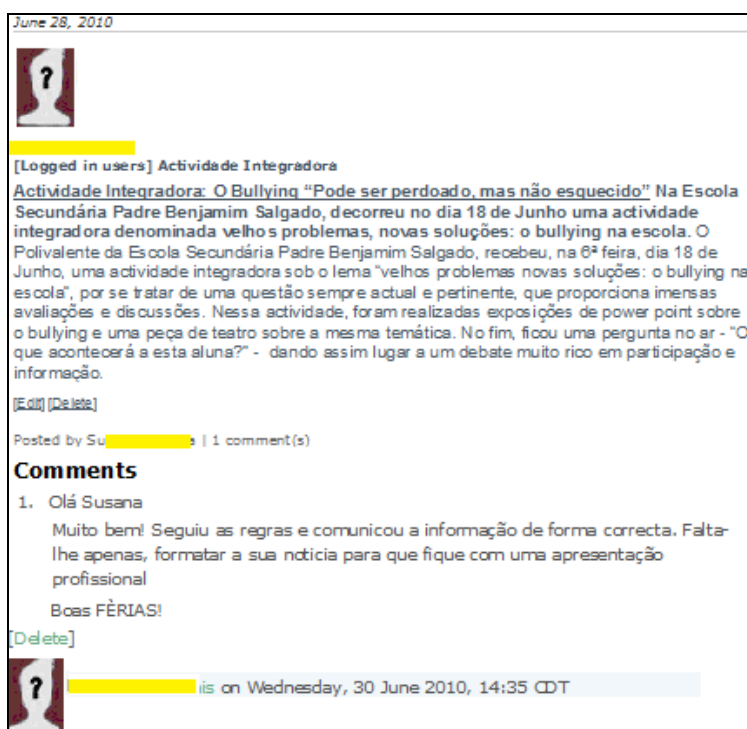 June 28, 2010
?
[Logged in users] Actividade Integradora
Actividade Integradora: O Bullying “Pode ser perdoado, mas não esquecido” Na Escola
Secundária Padre Benjamim Salgado, decorreu no dia 18 de Junho uma actividade
integradora denominada velhos problemas, novas soluções: o bullying na escola. O
Polivalente da Escola Secundária Padre Benjamim Salgado, recebeu, na 6ª feira, dia 18 de
Junho, uma actividade integradora sob o lema “velhos problemas novas soluções: o bullying na
escola”, por se tratar de uma questão sempre actual e pertinente, que proporciona imensas
avaliações e discussões. Nessa actividade, foram realizadas exposições de power point sobre
o bullying e uma peça de teatro sobre a mesma temática. No fim, ficou uma pergunta no ar - “O
que acontecerá a esta aluna?” - dando assim lugar a um debate muito rico em participação e
informação.
[Edit] [Delete]
Posted by Su s | 1 comment(s)
Comments
1. Olá Susana
Muito bem! Seguiu as regras e comunicou a informação de forma correcta. Falta-
lhe apenas, formatar a sua noticia para que fique com uma apresentação
profissional
Boas FÈRIAS!
[Delete]
?
is on Wednesday, 30 June 2010, 14:35 CDT